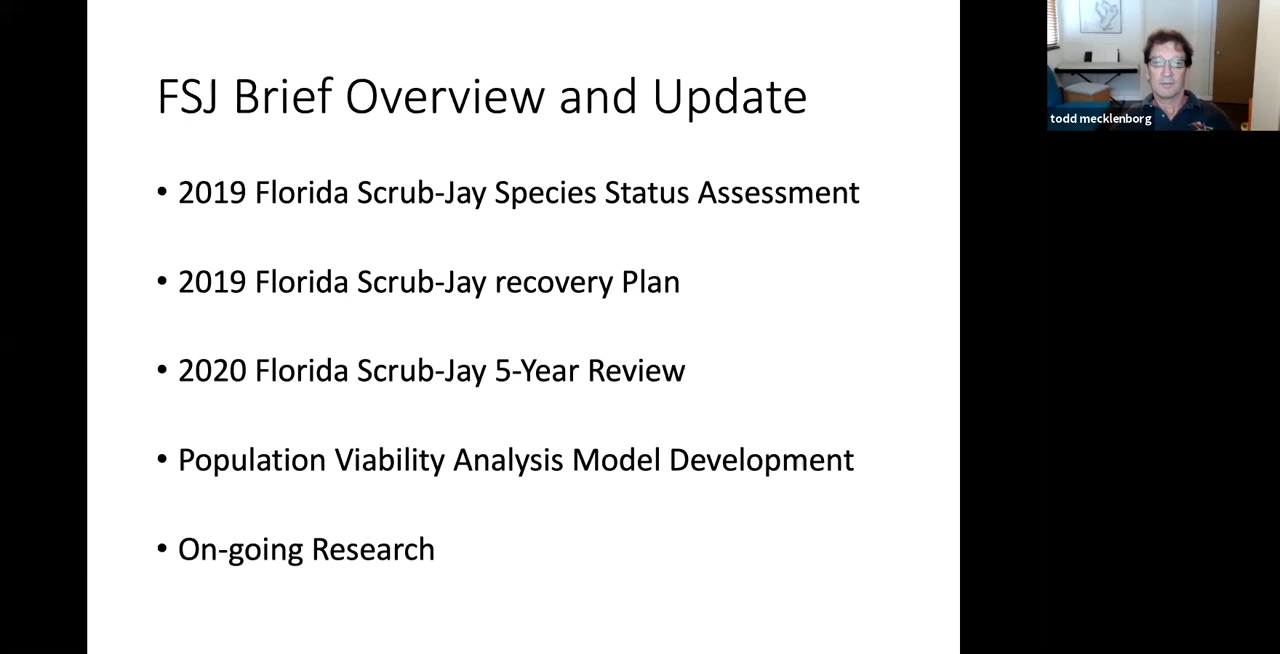 FSJ Brief Overview and Update
• 2019 Florida Scrub-Jay Species Status Assessment
• 2019 Florida Scrub-Jay recovery Plan
• 2020 Florida Scrub-Jay 5-Year Review
• Population Viability Analysis Model Development
• On-going Research
todd mecklenborg